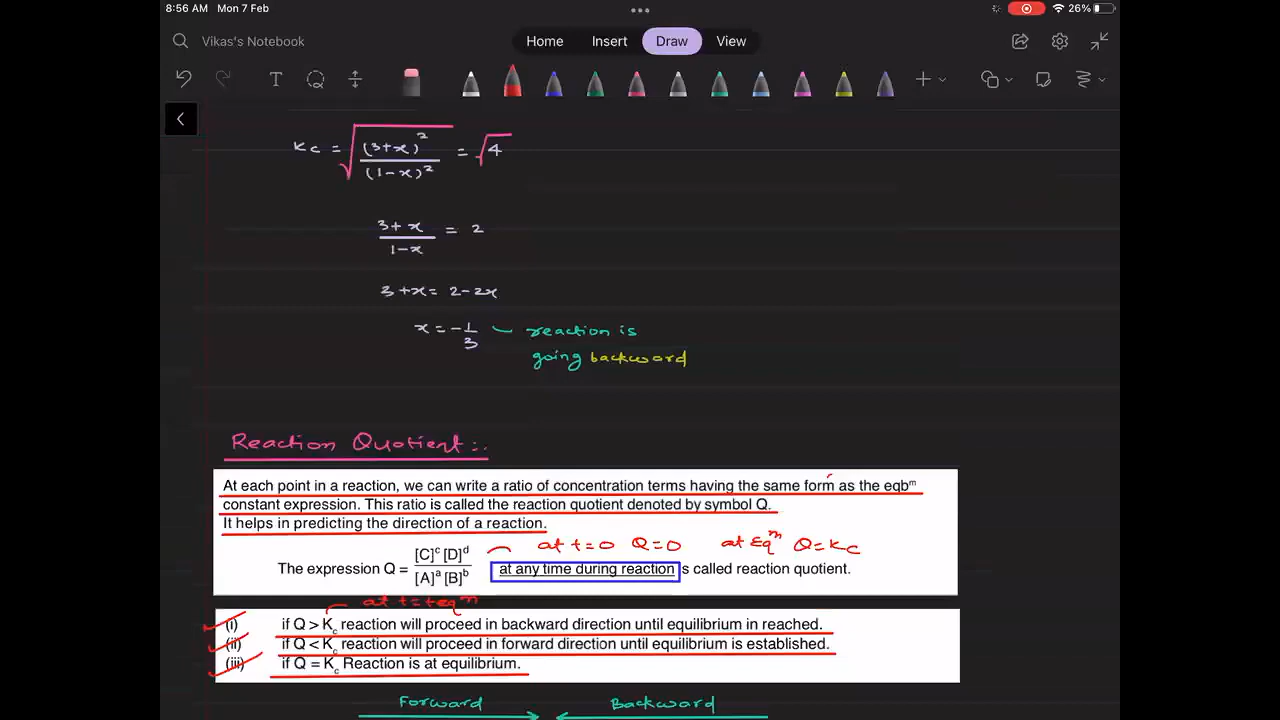 8:56 AM Mon 7 Feb
26%
Vikas's Notebook
Home Insert Draw View
Kc = √(3+x)² / (1-x)² = √4
3+x / 1-x = 2
3+x = 2-2x
x = -1/3 reaction is
going backward
Reaction Quotient:.
At each point in a reaction, we can write a ratio of concentration terms having the same form as the eqbᵐ
constant expression. This ratio is called the reaction quotient denoted by symbol Q.
It helps in predicting the direction of a reaction.
at t=0 Q=0 at Eqᵐ Q=Kc
The expression Q = [C]ᶜ [D]ᵈ / [A]ᵃ [B]ᵇ at any time during reaction is called reaction quotient.
at t=teqᵐ
(i) if Q > Kc reaction will proceed in backward direction until equilibrium in reached.
(ii) if Q < Kc reaction will proceed in forward direction until equilibrium is established.
(iii) if Q = Kc Reaction is at equilibrium.
Forward Backward